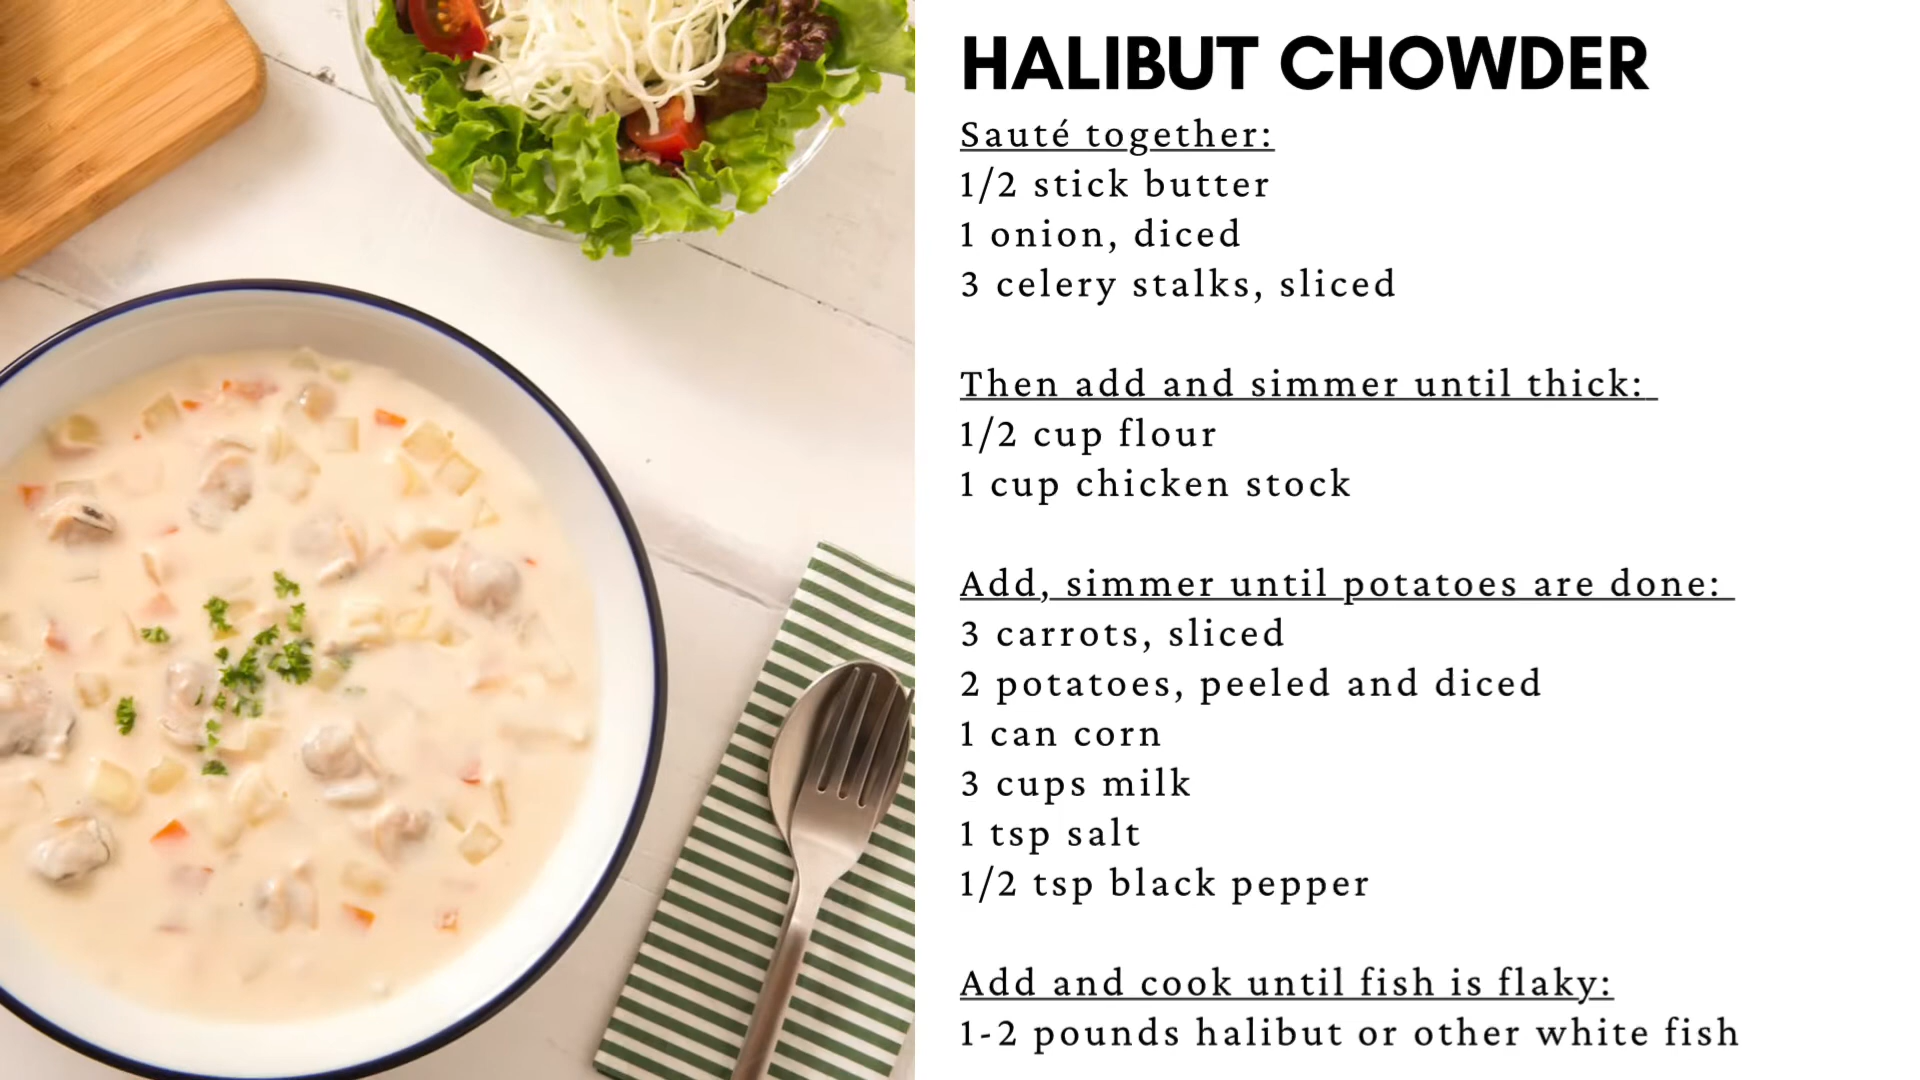 HALIBUT CHOWDER
Sauté together:
1/2 stick butter
1 onion, diced
3 celery stalks, sliced
Then add and simmer until thick:
1/2 cup flour
1 cup chicken stock
Add, simmer until potatoes are done:
3 carrots, sliced
2 potatoes, peeled and diced
1 can corn
3 cups milk
1 tsp salt
1/2 tsp black pepper
Add and cook until fish is flaky:
1-2 pounds halibut or other white fish